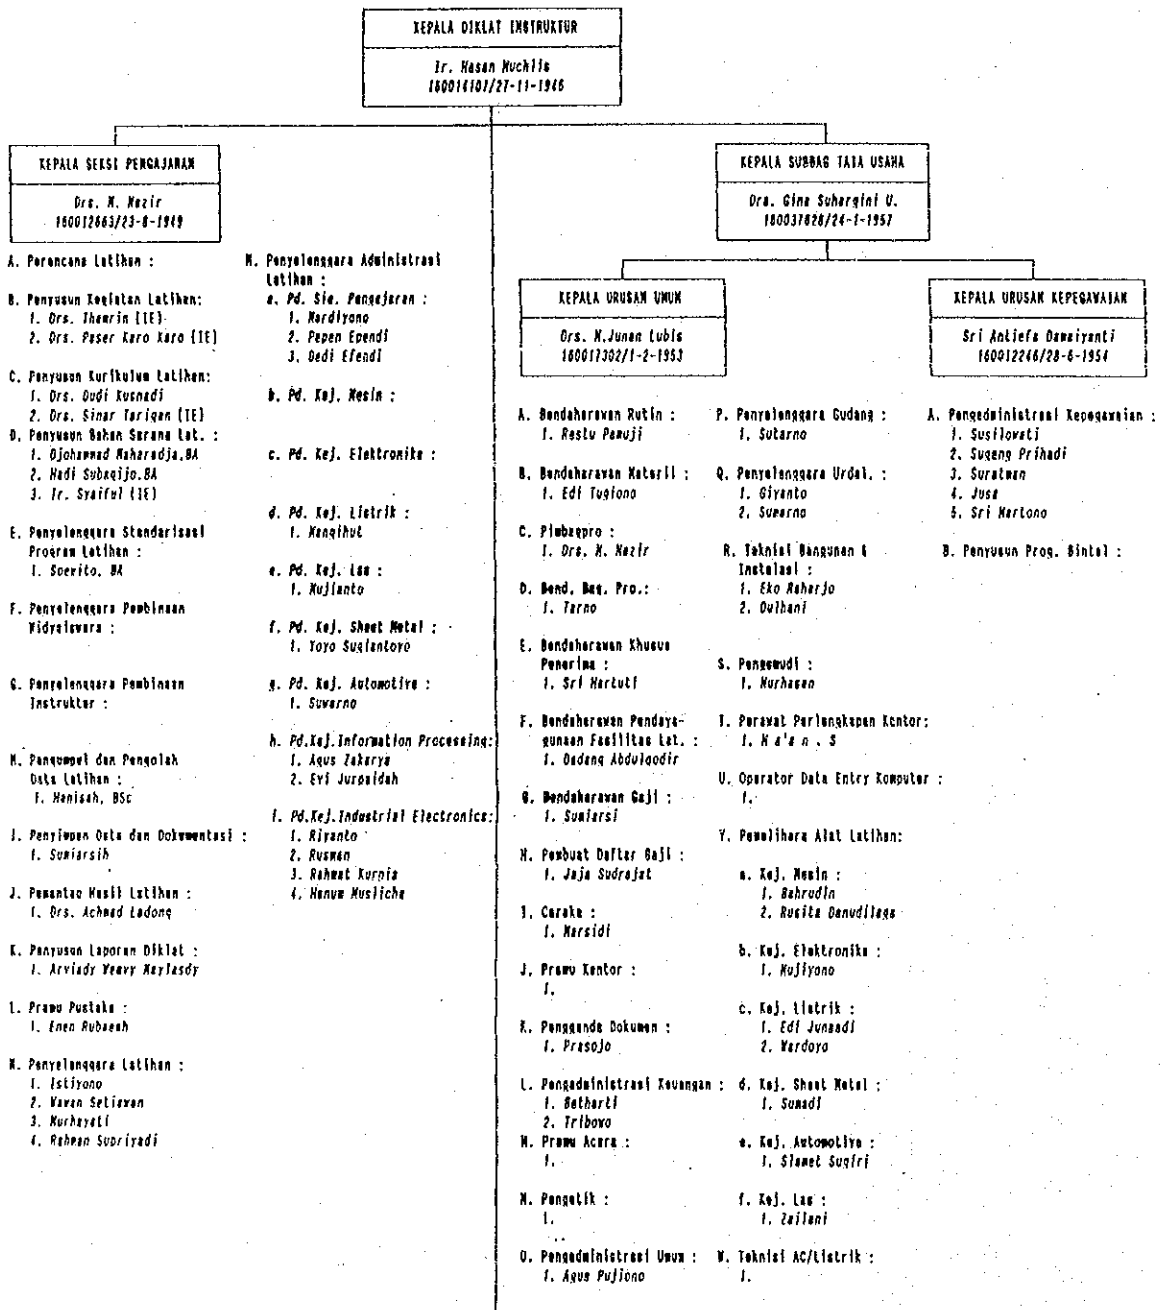 KEPALA DIKLAT INSTRUKTUR
Ir. Hasan Muchlis
160014107/27-11-1946
KEPALA SEKSI PENGAJARAN
Drs. M. Nazir
160012663/23-8-1949
KEPALA SUBBAG TATA USAHA
Dra. Gina Suhargini U.
160037828/24-1-1957
KEPALA URUSAN UMUM
Drs. M.Junan Lubis
160017302/1-2-1953
KEPALA URUSAN KEPEGAWAIAN
Sri Antiefa Damaiyanti
160012246/28-6-1954
A. Perencana Latihan :
B. Penyusun Kegiatan Latihan:
1. Drs. Thamrin (IE)
2. Drs. Paser Karo Karo (IE)
C. Penyusun Kurikulum Latihan:
1. Drs. Dudi Kusnadi
2. Drs. Sinar Tarigan (IE)
D. Penyusun Bahan Sarana Lat. :
1. Djohammad Maharadja,BA
2. Hadi Subagijo,BA
3. Ir. Syaiful (IE)
E. Penyelenggara Standarisasi
Program Latihan :
1. Soewito, BA
F. Penyelenggara Pembinaan
Widyaiswara :
G. Penyelenggara Pembinaan
Instruktur :
H. Pengumpul dan Pengolah
Data Latihan :
1. Hanisah, BSc
J. Penyimpan Data dan Dokumentasi :
1. Sumiarsih
J. Pemantau Hasil Latihan :
1. Drs. Achmad Ladong
K. Penyusun Laporan Diklat :
1. Arviady Weavy Maylasdy
L. Pramu Pustaka :
1. Enen Rubaeah
M. Penyelenggara Latihan :
1. Istiyono
2. Wawan Setiawan
3. Nurhayati
4. Rahman Supriyadi
N. Penyelenggara Administrasi
Latihan :
a. Pd. Sie. Pengajaran :
1. Mardiyono
2. Pepen Ependi
3. Dedi Efendi
b. Pd. Kej. Mesin :
c. Pd. Kej. Elektronika :
d. Pd. Kej. Listrik :
1. Mangihut
e. Pd. Kej. Las :
1. Mujianto
f. Pd. Kej. Sheet Metal :
1. Yoyo Sugiantoyo
g. Pd. Kej. Automotive :
1. Suwarno
h. Pd.Kej.Information Processing:
1. Agus Zakarya
2. Evi Jurpaidah
i. Pd.Kej.Industrial Electronics:
1. Riyanto
2. Rusman
3. Rahmat Kurnia
4. Hanum Muslicha
A. Bendaharawan Rutin :
1. Restu Pamuji
B. Bendaharawan Materil :
1. Edi Tugiono
C. Pimbagpro :
1. Drs. M. Nazir
D. Bend. Bag. Pro.:
1. Tarno
E. Bendaharawan Khusus
Penerima :
1. Sri Hartuti
F. Bendaharawan Pendaya-
gunaan Fasilitas Lat. :
1. Dadang Abdulqodir
G. Bendaharawan Gaji :
1. Sumiarsi
H. Pembuat Daftar Gaji :
1. Jaja Sudrajat
I. Caraka :
1. Marsidi
J. Pramu Kantor :
1.
K. Pengganda Dokumen :
1. Prasojo
L. Pengadministrasi Keuangan :
1. Betharti
2. Tribowo
M. Pramu Acara :
1.
N. Pengetik :
1.
O. Pengadministrasi Umum :
1. Agus Pujiono
P. Penyelenggara Gudang :
1. Sutarno
Q. Penyelenggara Urdal. :
1. Giyanto
2. Sumarno
R. Teknisi Bangunan &
Instalasi :
1. Eko Raharjo
2. Dulhani
S. Pengemudi :
1. Nurhasan
T. Perawat Perlengkapan Kantor:
1. N a'a n . S
U. Operator Data Entry Komputer :
1.
Y. Pemelihara Alat Latihan:
a. Kej. Mesin :
1. Bahrudin
2. Rusita Danudilaga
b. Kej. Elektronika :
1. Mujiyono
c. Kej. Listrik :
1. Edi Junaedi
2. Wardoyo
d. Kej. Sheet Metal :
1. Sumadi
e. Kej. Automotive :
1. Slamet Sugiri
f. Kej. Las :
1. Zailani
W. Teknisi AC/Listrik :
1.
A. Pengadministrasi Kepegawaian :
1. Susilowati
2. Sugeng Prihadi
3. Suratman
4. Jusa
5. Sri Hartono
B. Penyusun Prog. Bintal :